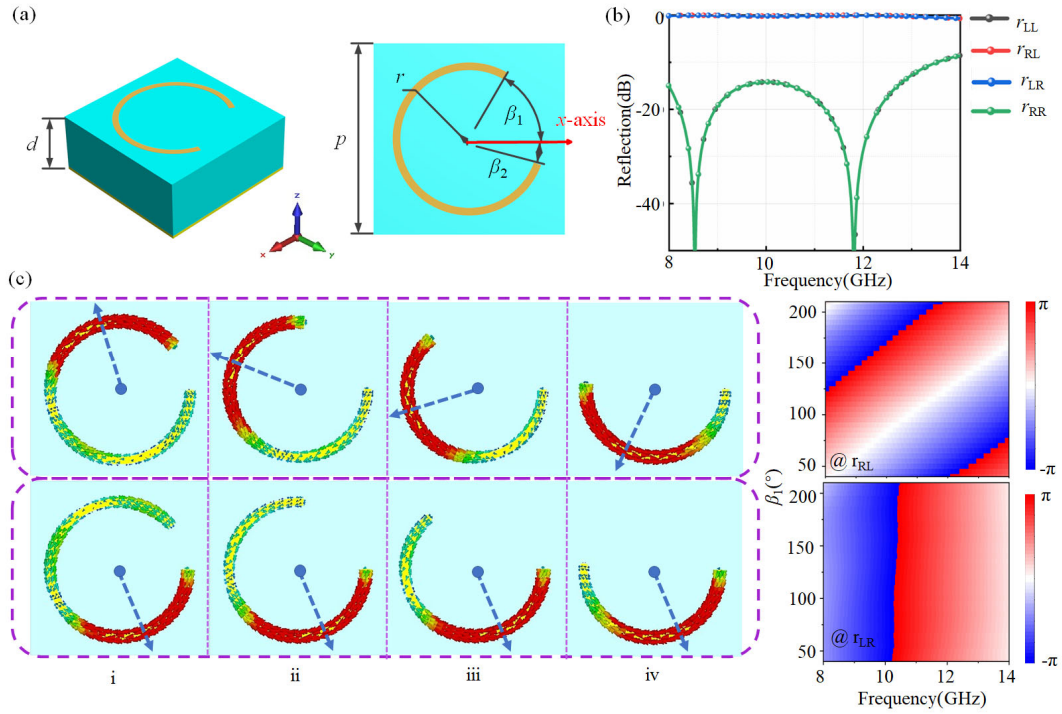 (a)
d
z
x
y
p
r
β1
x-axis
β2
(b)
Reflection(dB)
0
-20
-40
8
10
12
14
Frequency(GHz)
rLL
rRL
rLR
rRR
(c)
i
ii
iii
iv
β1(°)
200
150
100
50
@ rRL
π
-π
200
150
100
50
@ rLR
π
-π
8
10
12
14
Frequency(GHz)